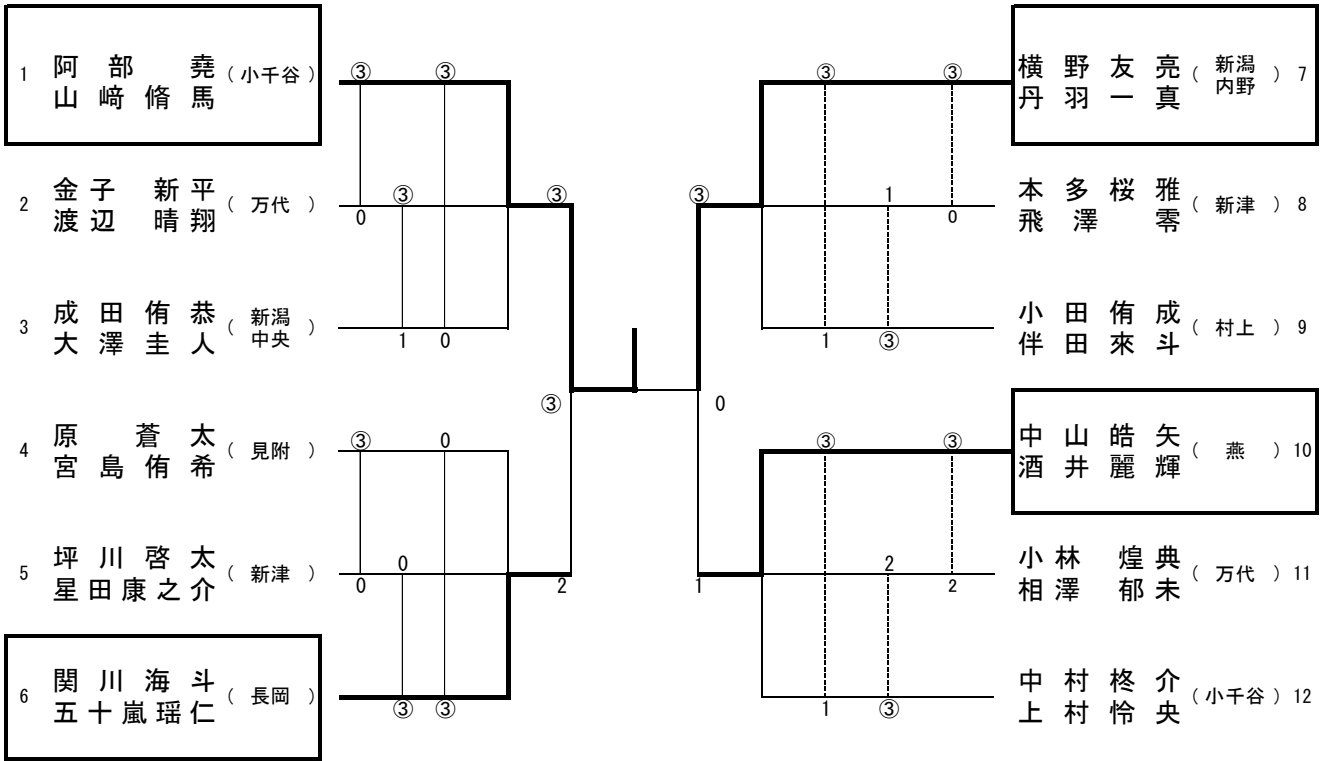 1 阿部 堯 (小千谷)
山﨑脩馬
③ ③
2 金子 新平 (万代)
渡辺 晴翔
0 ③ ③
3 成田侑恭 (新潟中央)
大澤圭人
1 0
4 原 蒼太 (見附)
宮島侑希
③ 0
③
5 坪川啓太 (新津)
星田康之介
0 0 2
6 関川海斗 (長岡)
五十嵐瑶仁
③ ③
横野友亮 (新潟内野) 7
丹羽一真
③ ③
本多桜雅 (新津) 8
飛澤 零
③ 1 0
小田侑成 (村上) 9
伴田來斗
1 ③
0
中山皓矢 (燕) 10
酒井麗輝
③ ③
小林 煌典 (万代) 11
相澤 郁未
1 2 2
中村柊介 (小千谷) 12
上村怜央
1 ③